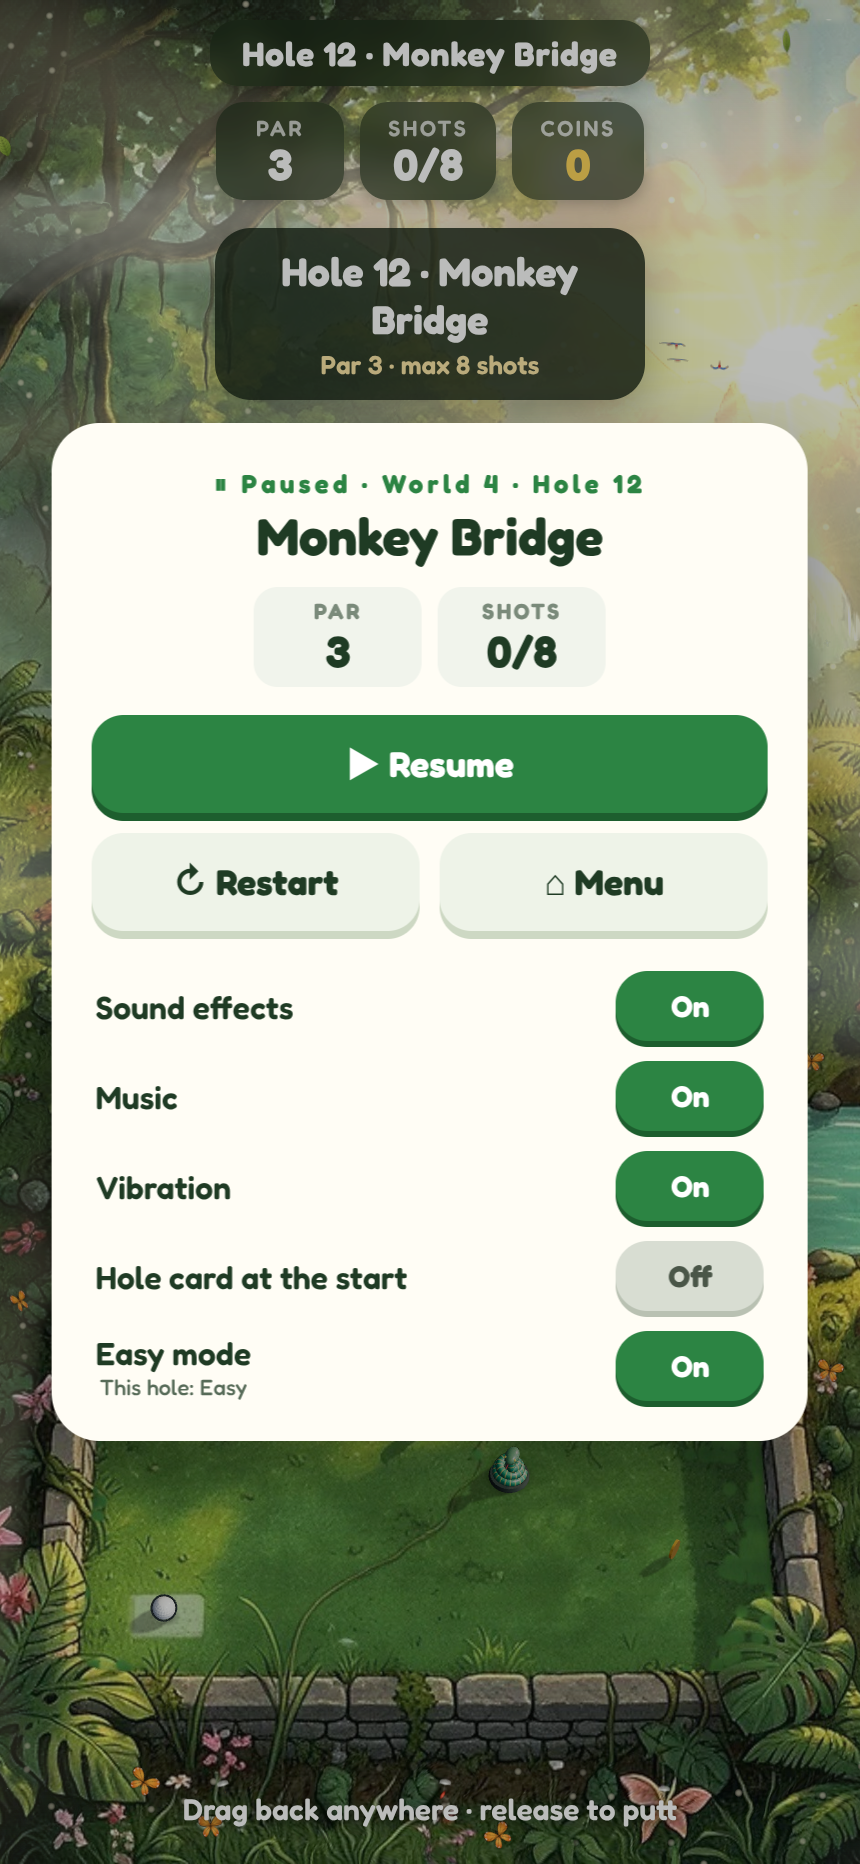 Hole 12 · Monkey Bridge
PAR
3
SHOTS
0/8
COINS
0
Hole 12 · Monkey
Bridge
Par 3 · max 8 shots
⏸ Paused · World 4 · Hole 12
Monkey Bridge
PAR
3
SHOTS
0/8
▶ Resume
↻ Restart
⌂ Menu
Sound effects
On
Music
On
Vibration
On
Hole card at the start
Off
Easy mode
This hole: Easy
On
Drag back anywhere · release to putt